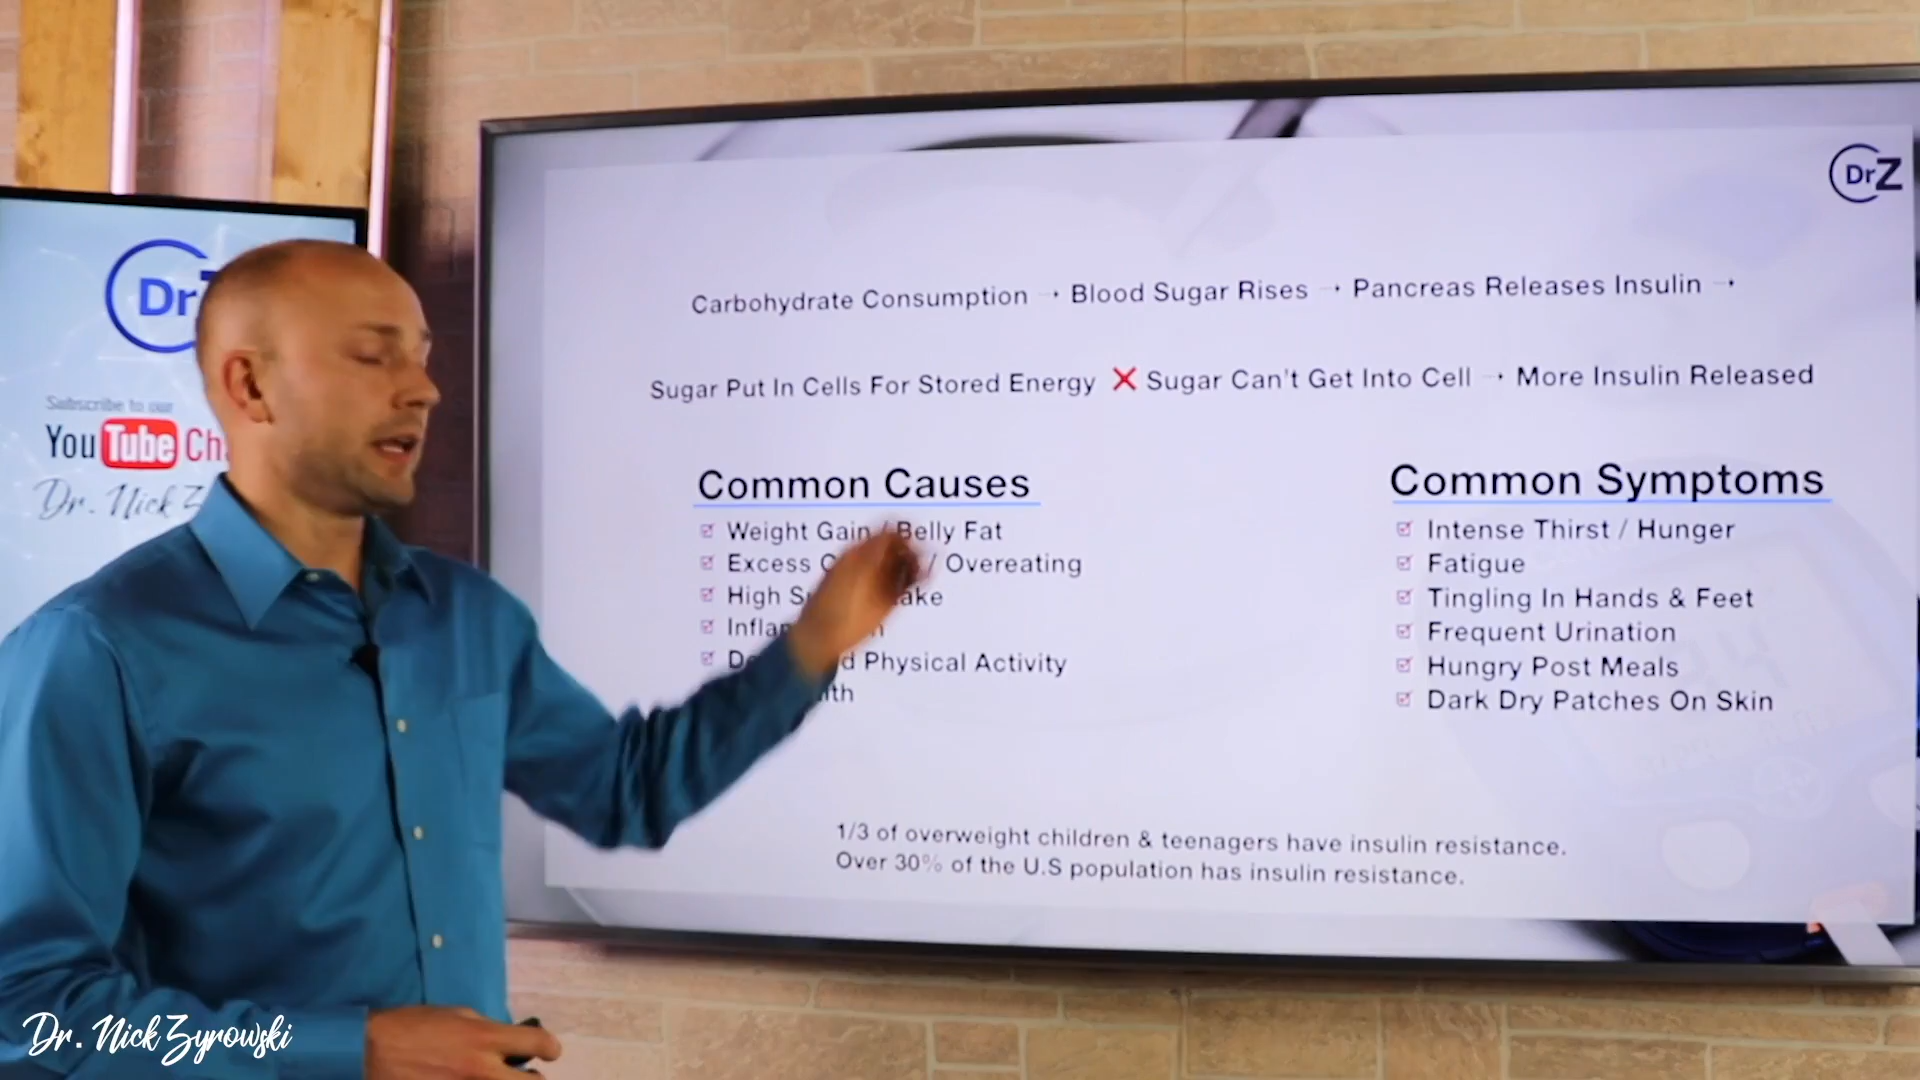 DrZ
Carbohydrate Consumption → Blood Sugar Rises → Pancreas Releases Insulin →
Sugar Put In Cells For Stored Energy ❌ Sugar Can't Get Into Cell → More Insulin Released
Common Causes
Weight Gain / Belly Fat
Excess / Overeating
High
Physical Activity
Common Symptoms
Intense Thirst / Hunger
Fatigue
Tingling In Hands & Feet
Frequent Urination
Hungry Post Meals
Dark Dry Patches On Skin
1/3 of overweight children & teenagers have insulin resistance.
Over 30% of the U.S population has insulin resistance.
Dr
Subscribe to our
YouTube
Dr. Nick
Dr. Nick Zyrowski